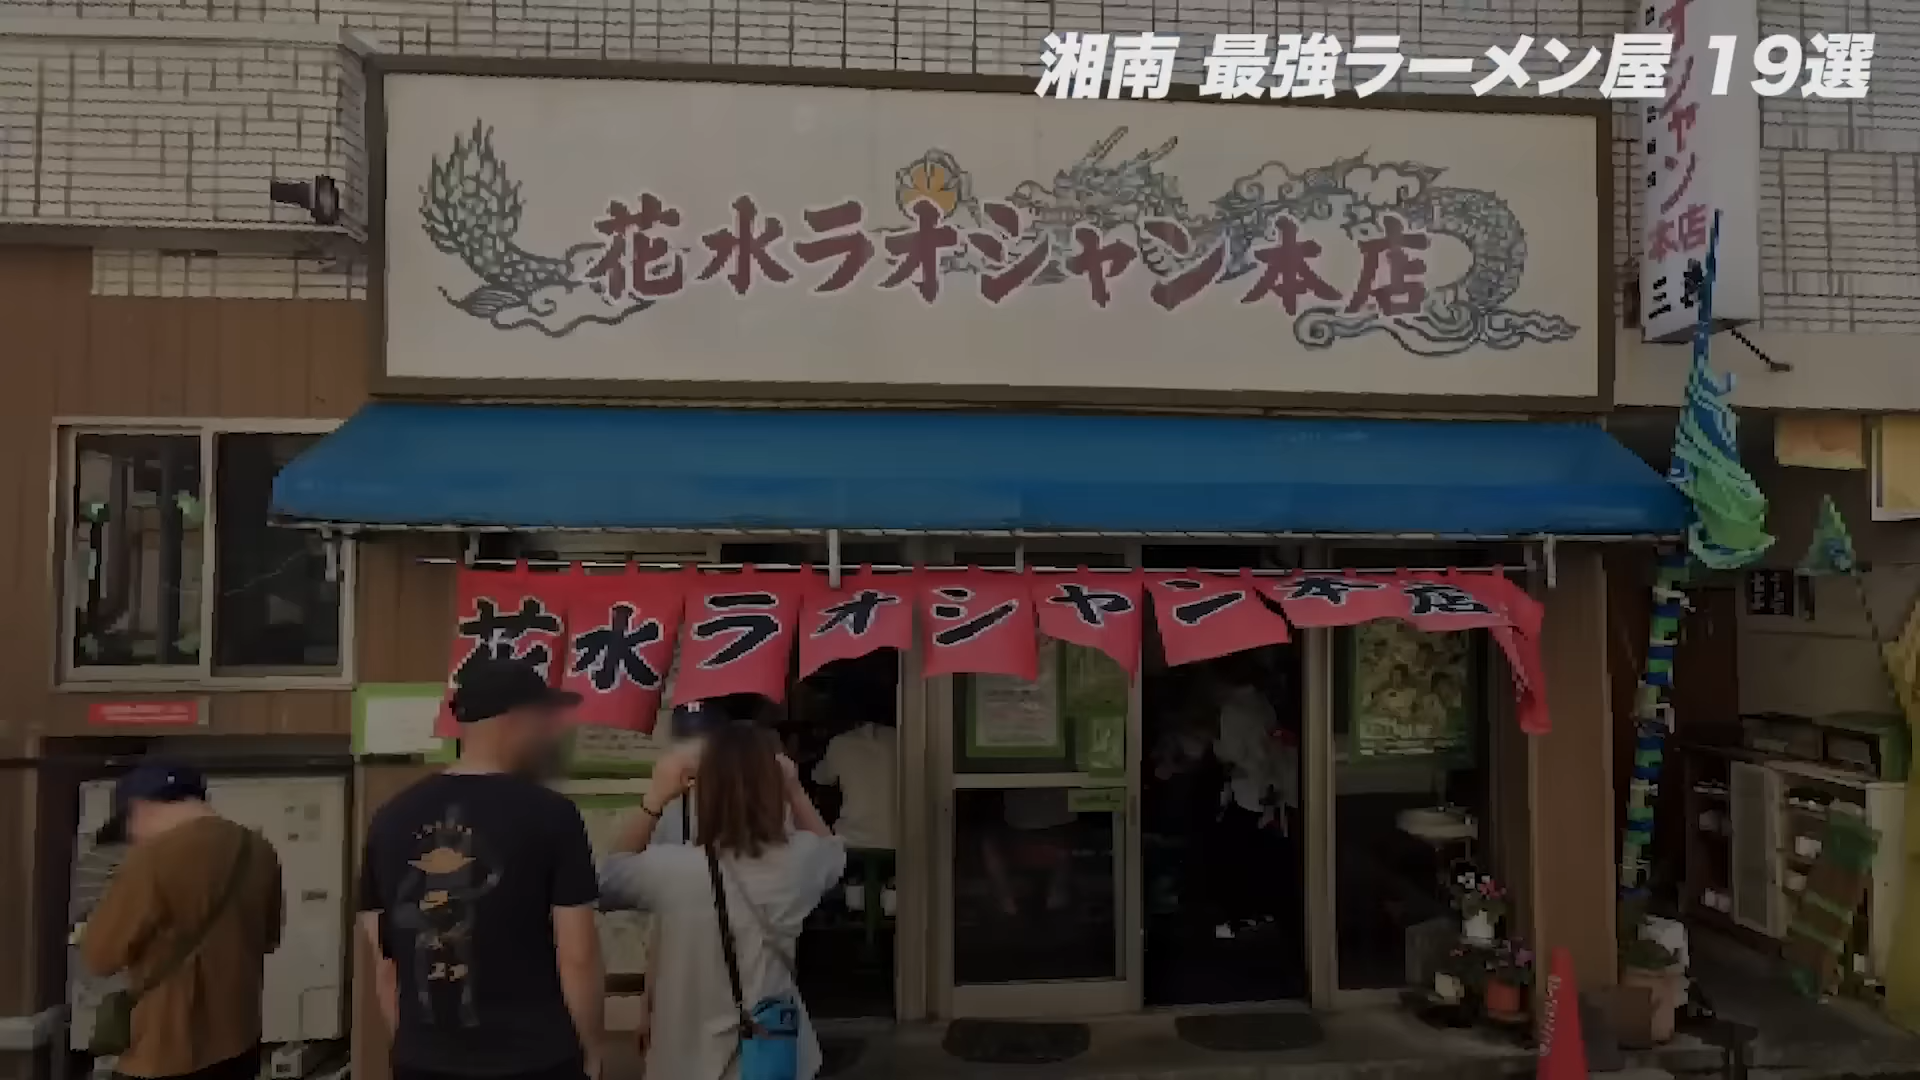 湘南 最強ラーメン屋 19選
花水ラオシャン本店
オシャン
本店
花水ラオシャン本店